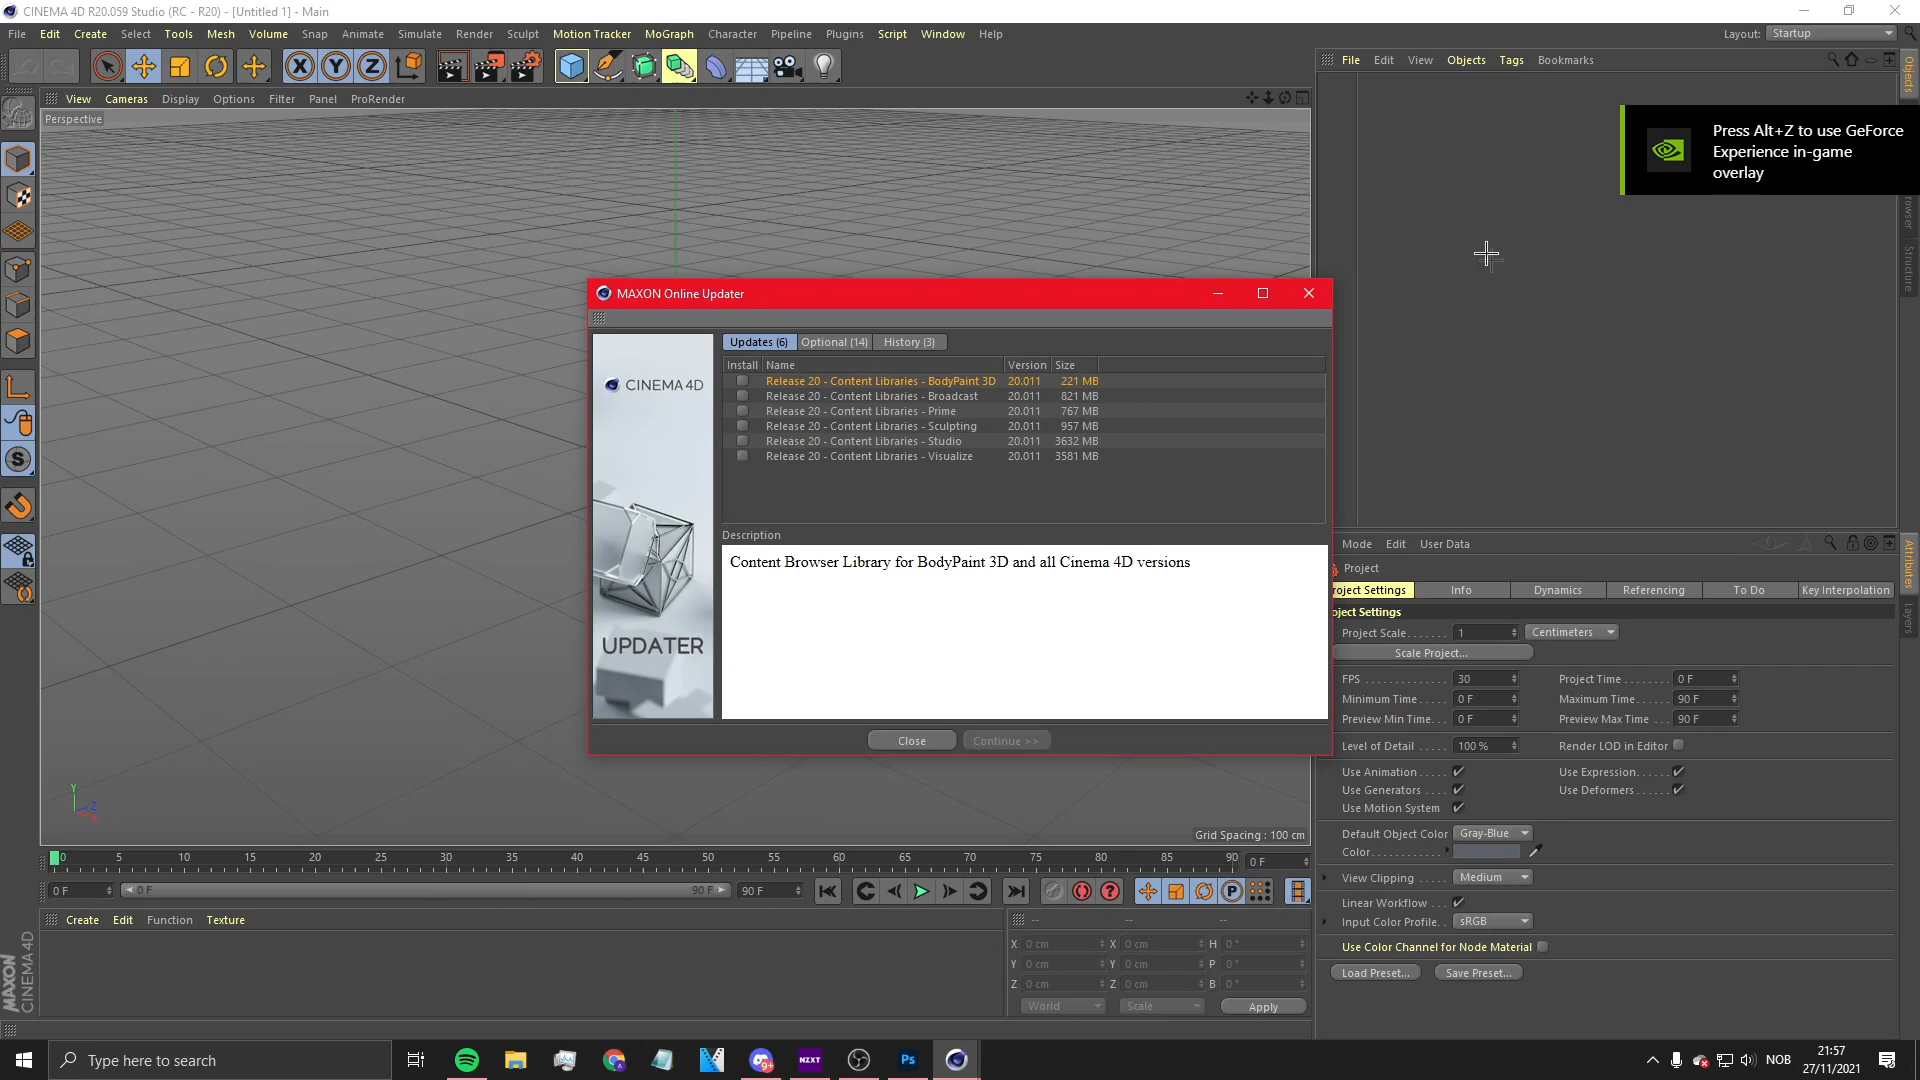 CINEMA 4D R20.059 Studio (RC - R20) - [Untitled 1] - Main
File Edit Create Select Tools Mesh Volume Snap Animate Simulate Render Sculpt Motion Tracker MoGraph Character Pipeline Plugins Script Window Help
Layout: Startup
View Cameras Display Options Filter Panel ProRender
Perspective
File Edit View Objects Tags Bookmarks
Objects
Structure
Press Alt+Z to use GeForce
Experience in-game
overlay
MAXON Online Updater
CINEMA 4D
UPDATER
Updates (6) Optional (14) History (3)
Install Name Version Size
Release 20 - Content Libraries - BodyPaint 3D 20.011 221 MB
Release 20 - Content Libraries - Broadcast 20.011 821 MB
Release 20 - Content Libraries - Prime 20.011 767 MB
Release 20 - Content Libraries - Sculpting 20.011 957 MB
Release 20 - Content Libraries - Studio 20.011 3632 MB
Release 20 - Content Libraries - Visualize 20.011 3581 MB
Description
Content Browser Library for BodyPaint 3D and all Cinema 4D versions
Close Continue >>
Mode Edit User Data
Attributes
Layers
Project
roject Settings Info Dynamics Referencing To Do Key Interpolation
oject Settings
Project Scale....... 1 Centimeters
Scale Project...
FPS 30 Project Time 0 F
Minimum Time... 0 F Maximum Time... 90 F
Preview Min Time... 0 F Preview Max Time 90 F
Level of Detail 100 % Render LOD in Editor
Use Animation Use Expression
Use Generators Use Deformers
Use Motion System
Default Object Color Gray-Blue
Color
View Clipping Medium
Linear Workflow
Input Color Profile.. sRGB
Use Color Channel for Node Material
Load Preset... Save Preset...
Y
Z
X
Grid Spacing : 100 cm
0 5 10 15 20 25 30 35 40 45 50 55 60 65 70 75 80 85 90 0 F
0 F 0 F 90 F 90 F
Create Edit Function Texture
-- -- --
X 0 cm X 0 cm H 0 °
Y 0 cm Y 0 cm P 0 °
Z 0 cm Z 0 cm B 0 °
World Scale Apply
MAXON
CINEMA 4D
Type here to search
NZXT
Ps
NOB
21:57
27/11/2021